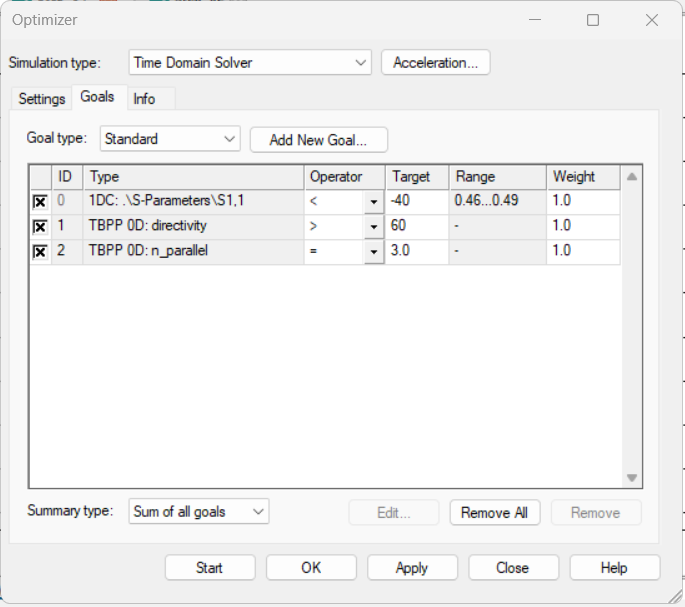 Optimizer
Simulation type: Time Domain Solver Acceleration...
Settings Goals Info
Goal type: Standard Add New Goal...
ID Type Operator Target Range Weight
0 1DC: .\S-Parameters\S1,1 < -40 0.46...0.49 1.0
1 TBPP 0D: directivity > 60 - 1.0
2 TBPP 0D: n_parallel = 3.0 - 1.0
Summary type: Sum of all goals Edit... Remove All Remove
Start OK Apply Close Help